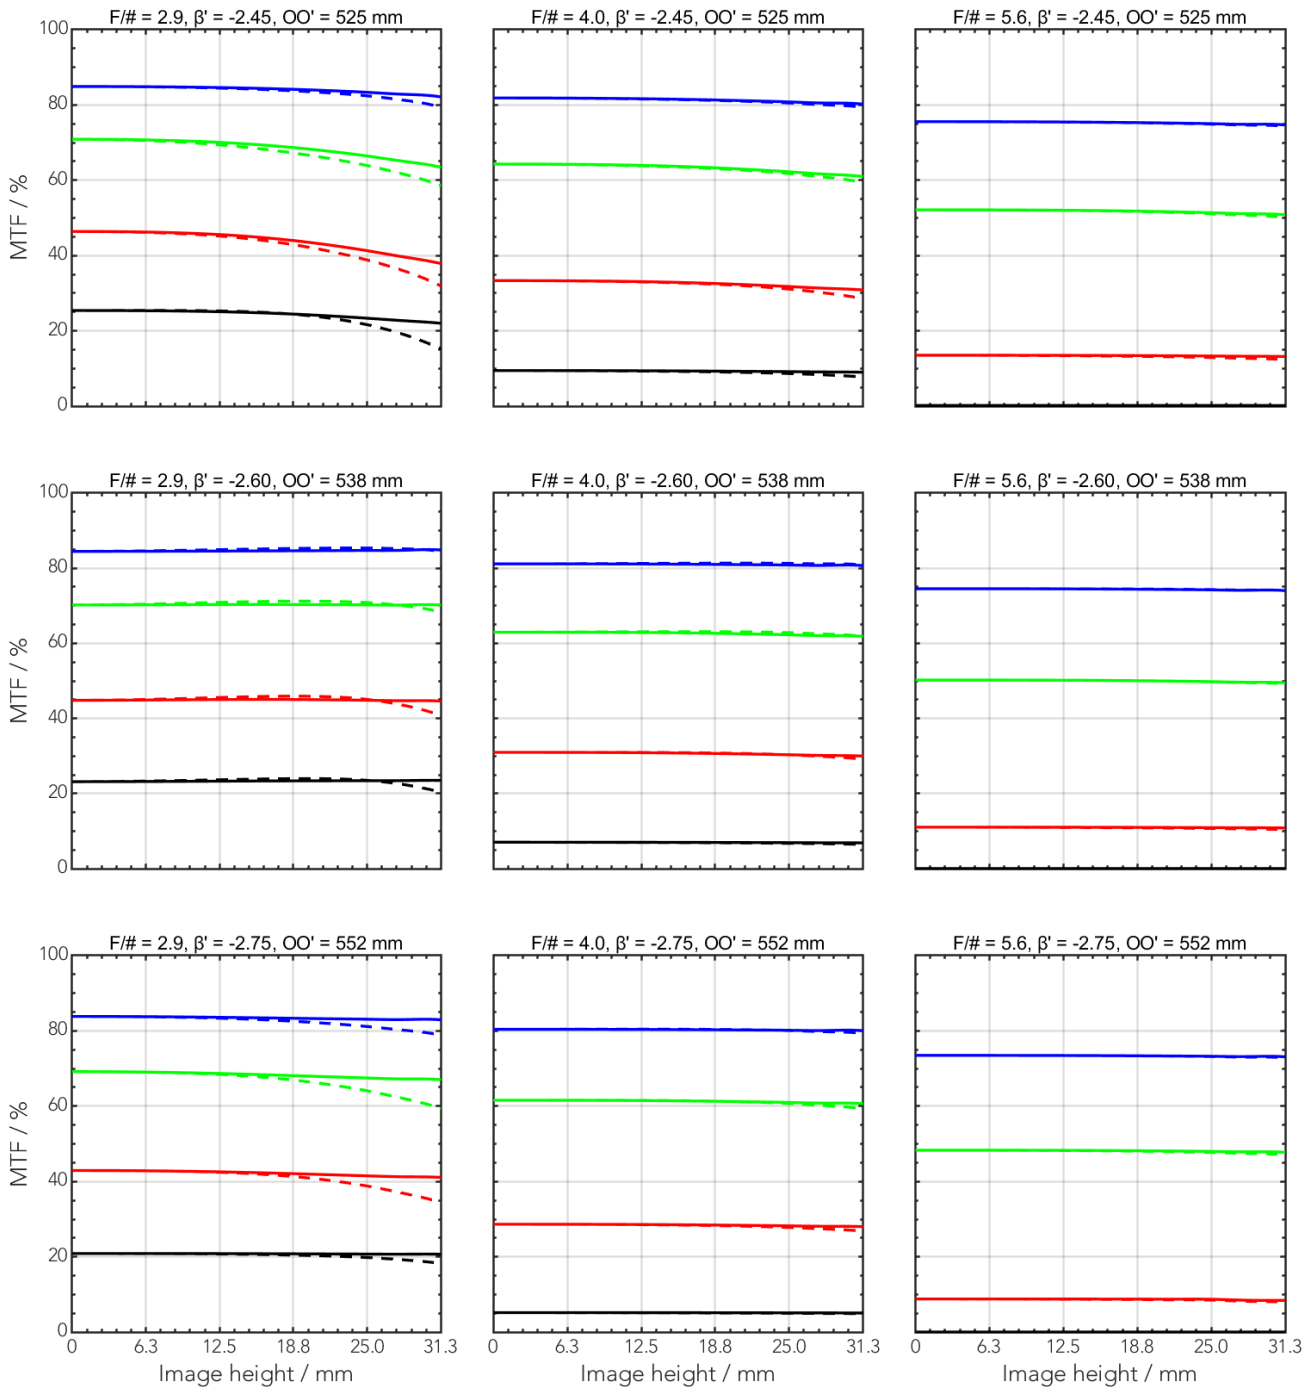 F/# = 2.9, β' = -2.45, OO' = 525 mm
F/# = 4.0, β' = -2.45, OO' = 525 mm
F/# = 5.6, β' = -2.45, OO' = 525 mm
100
80
60
40
20
0
MTF / %
F/# = 2.9, β' = -2.60, OO' = 538 mm
F/# = 4.0, β' = -2.60, OO' = 538 mm
F/# = 5.6, β' = -2.60, OO' = 538 mm
100
80
60
40
20
0
MTF / %
F/# = 2.9, β' = -2.75, OO' = 552 mm
F/# = 4.0, β' = -2.75, OO' = 552 mm
F/# = 5.6, β' = -2.75, OO' = 552 mm
100
80
60
40
20
0
MTF / %
0 6.3 12.5 18.8 25.0 31.3
0 6.3 12.5 18.8 25.0 31.3
0 6.3 12.5 18.8 25.0 31.3
Image height / mm
Image height / mm
Image height / mm